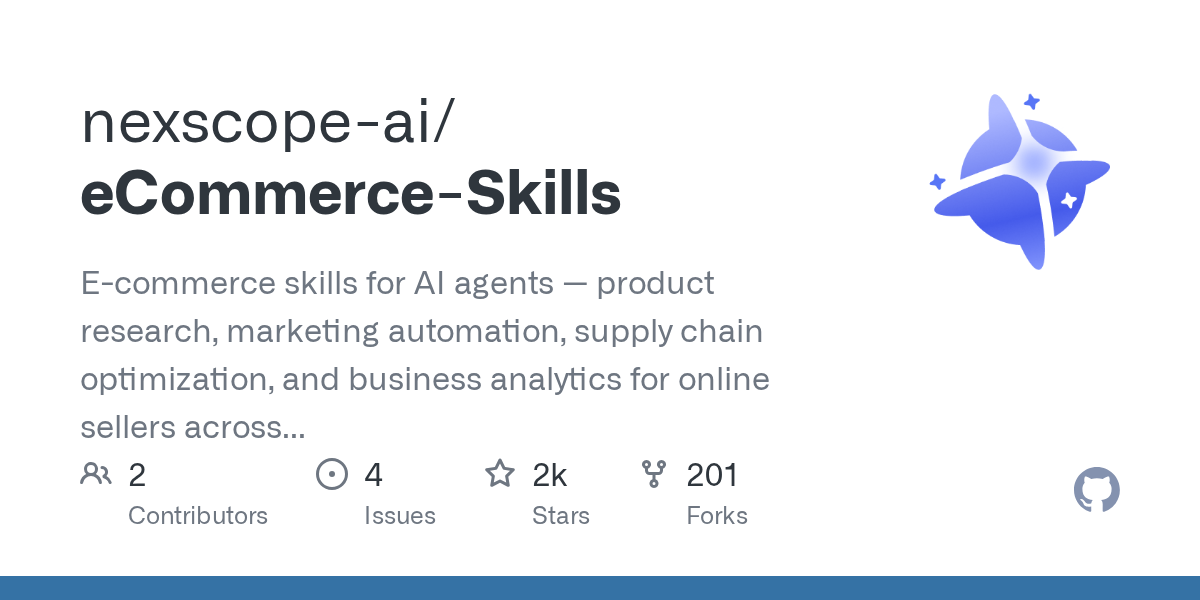 nexscope-ai/
eCommerce-Skills
E-commerce skills for AI agents — product
research, marketing automation, supply chain
optimization, and business analytics for online
sellers across...
2
Contributors
4
Issues
2k
Stars
201
Forks